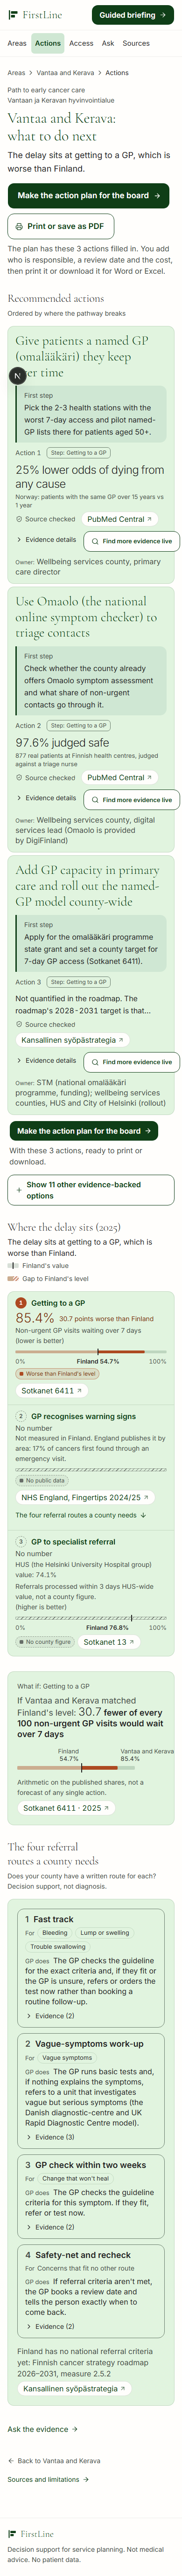 FirstLine
Guided briefing →
Areas Actions Access Ask Sources
Areas > Vantaa and Kerava > Actions
Path to early cancer care
Vantaan ja Keravan hyvinvointialue
Vantaa and Kerava:
what to do next
The delay sits at getting to a GP, which is
worse than Finland.
Make the action plan for the board →
Print or save as PDF
The plan has these 3 actions filled in. You add
who is responsible, a review date and the cost,
then print it or download it for Word or Excel.
Recommended actions
Ordered by where the pathway breaks
Give patients a named GP
(omalääkäri) they keep
over time
N
First step
Pick the 2-3 health stations with the
worst 7-day access and pilot named-
GP lists there for patients aged 50+.
Action 1 Step: Getting to a GP
25% lower odds of dying from
any cause
Norway: patients with the same GP over 15 years vs
1 year
Source checked PubMed Central ↗
> Evidence details Find more evidence live
Owner: Wellbeing services county, primary
care director
Use Omaolo (the national
online symptom checker) to
triage contacts
First step
Check whether the county already
offers Omaolo symptom assessment
and what share of non-urgent
contacts go through it.
Action 2 Step: Getting to a GP
97.6% judged safe
877 real patients at Finnish health centres, judged
against a triage nurse
Source checked PubMed Central ↗
> Evidence details Find more evidence live
Owner: Wellbeing services county, digital
services lead (Omaolo is provided
by DigiFinland)
Add GP capacity in primary
care and roll out the named-
GP model county-wide
First step
Apply for the omalääkäri programme
state grant and set a county target for
7-day GP access (Sotkanet 6411).
Action 3 Step: Getting to a GP
Not quantified in the roadmap. The
roadmap's 2028-2031 target is that…
Source checked
Kansallinen syöpästrategia ↗
> Evidence details Find more evidence live
Owner: STM (national omalääkäri
programme, funding); wellbeing services
counties, HUS and City of Helsinki (rollout)
Make the action plan for the board →
With these 3 actions, ready to print or
download.
+ Show 11 other evidence-backed
options
Where the delay sits (2025)
The delay sits at getting to a GP, which is
worse than Finland.
Finland's value
Gap to Finland's level
1 Getting to a GP
85.4% 30.7 points worse than Finland
Non-urgent GP visits waiting over 7 days
(lower is better)
0% Finland 54.7% 100%
Worse than Finland's level
Sotkanet 6411 ↗
2 GP recognises warning signs
No number
Not measured in Finland. England publishes it by
area: 17% of cancers first found through an
emergency visit.
No public data
NHS England, Fingertips 2024/25 ↗
The four referral routes a county needs ↓
3 GP to specialist referral
No number
HUS (the Helsinki University Hospital group)
value: 74.1%
Referrals processed within 3 days HUS-wide
value, not a county figure.
(higher is better)
0% Finland 76.8% 100%
No county figure Sotkanet 13 ↗
What if: Getting to a GP
If Vantaa and Kerava matched
Finland's level: 30.7 fewer of every
100 non-urgent GP visits would wait
over 7 days
Finland Vantaa and Kerava
54.7% 85.4%
Arithmetic on the published shares, not a
forecast of any single action.
Sotkanet 6411 · 2025 ↗
The four referral
routes a county needs
Does your county have a written route for each?
Decision support, not diagnosis.
1 Fast track
For Bleeding Lump or swelling
Trouble swallowing
GP does The GP checks the guideline
for the exact criteria and, if they fit or
the GP is unsure, refers or orders the
test now rather than booking a
routine follow-up.
> Evidence (2)
2 Vague-symptoms work-up
For Vague symptoms
GP does The GP runs basic tests and,
if nothing explains the symptoms,
refers to a unit that investigates
vague but serious symptoms (the
Danish diagnostic-centre and UK
Rapid Diagnostic Centre model).
> Evidence (3)
3 GP check within two weeks
For Change that won't heal
GP does The GP checks the guideline
criteria for this symptom. If they fit,
refer or test now.
> Evidence (2)
4 Safety-net and recheck
For Concerns that fit no other route
GP does If referral criteria aren't met,
the GP books a review date and
tells the person exactly when to
come back.
> Evidence (2)
Finland has no national referral criteria
yet: Finnish cancer strategy roadmap
2026–2031, measure 2.5.2
Kansallinen syöpästrategia ↗
Ask the evidence →
← Back to Vantaa and Kerava
Sources and limitations →
FirstLine
Decision support for service planning. Not medical
advice. No patient data.